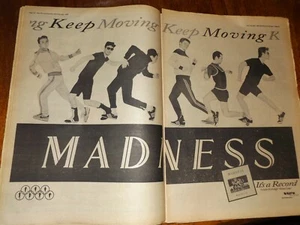 ng Keep Moving Keep Moving K
MADNESS
It's a Record